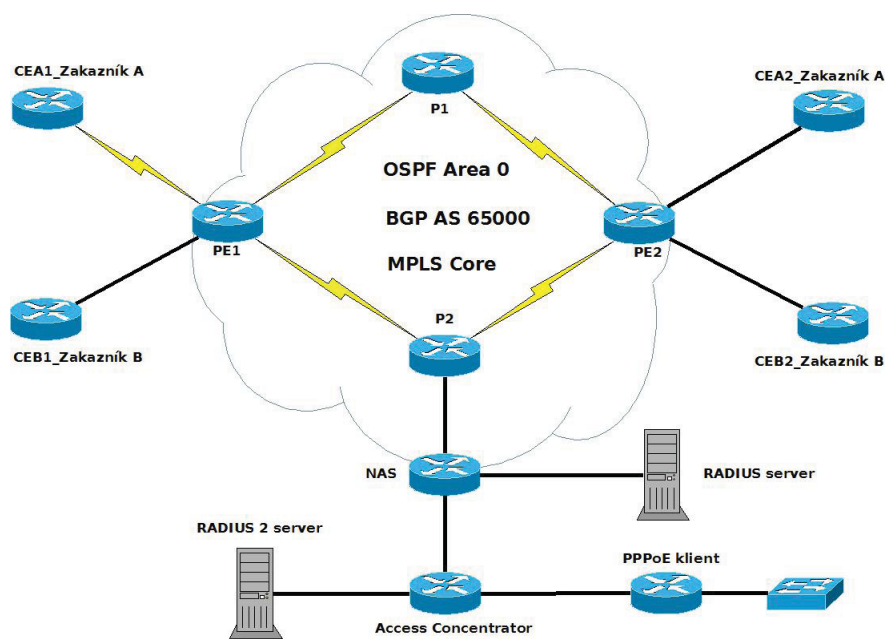 CEA1_Zakazník A
P1
CEA2_Zakazník A
OSPF Area 0
BGP AS 65000
MPLS Core
PE1
PE2
CEB1_Zakazník B
P2
CEB2_Zakazník B
NAS
RADIUS server
RADIUS 2 server
PPPoE klient
Access Concentrator